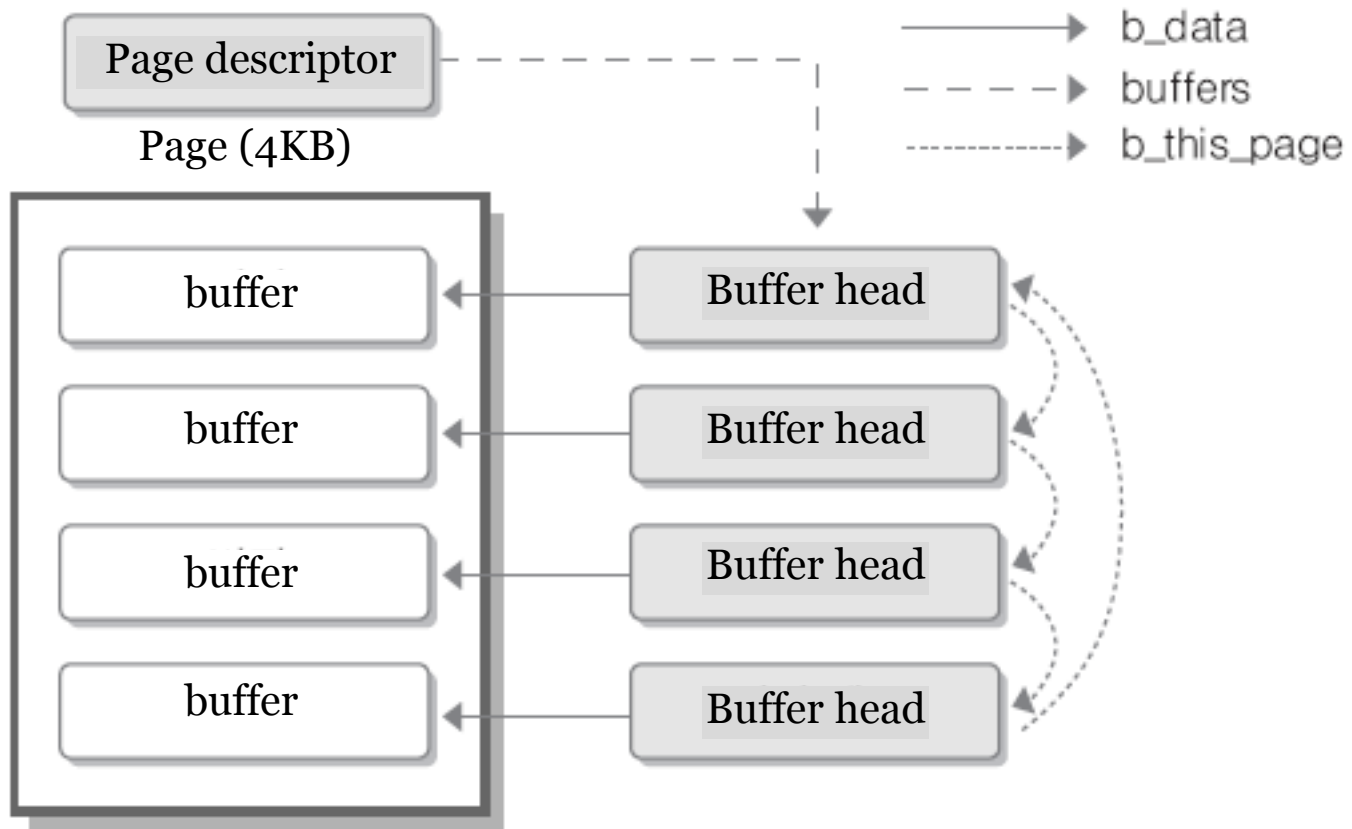 Page descriptor
b_data
buffers
b_this_page
Page (4KB)
buffer
Buffer head
buffer
Buffer head
buffer
Buffer head
buffer
Buffer head